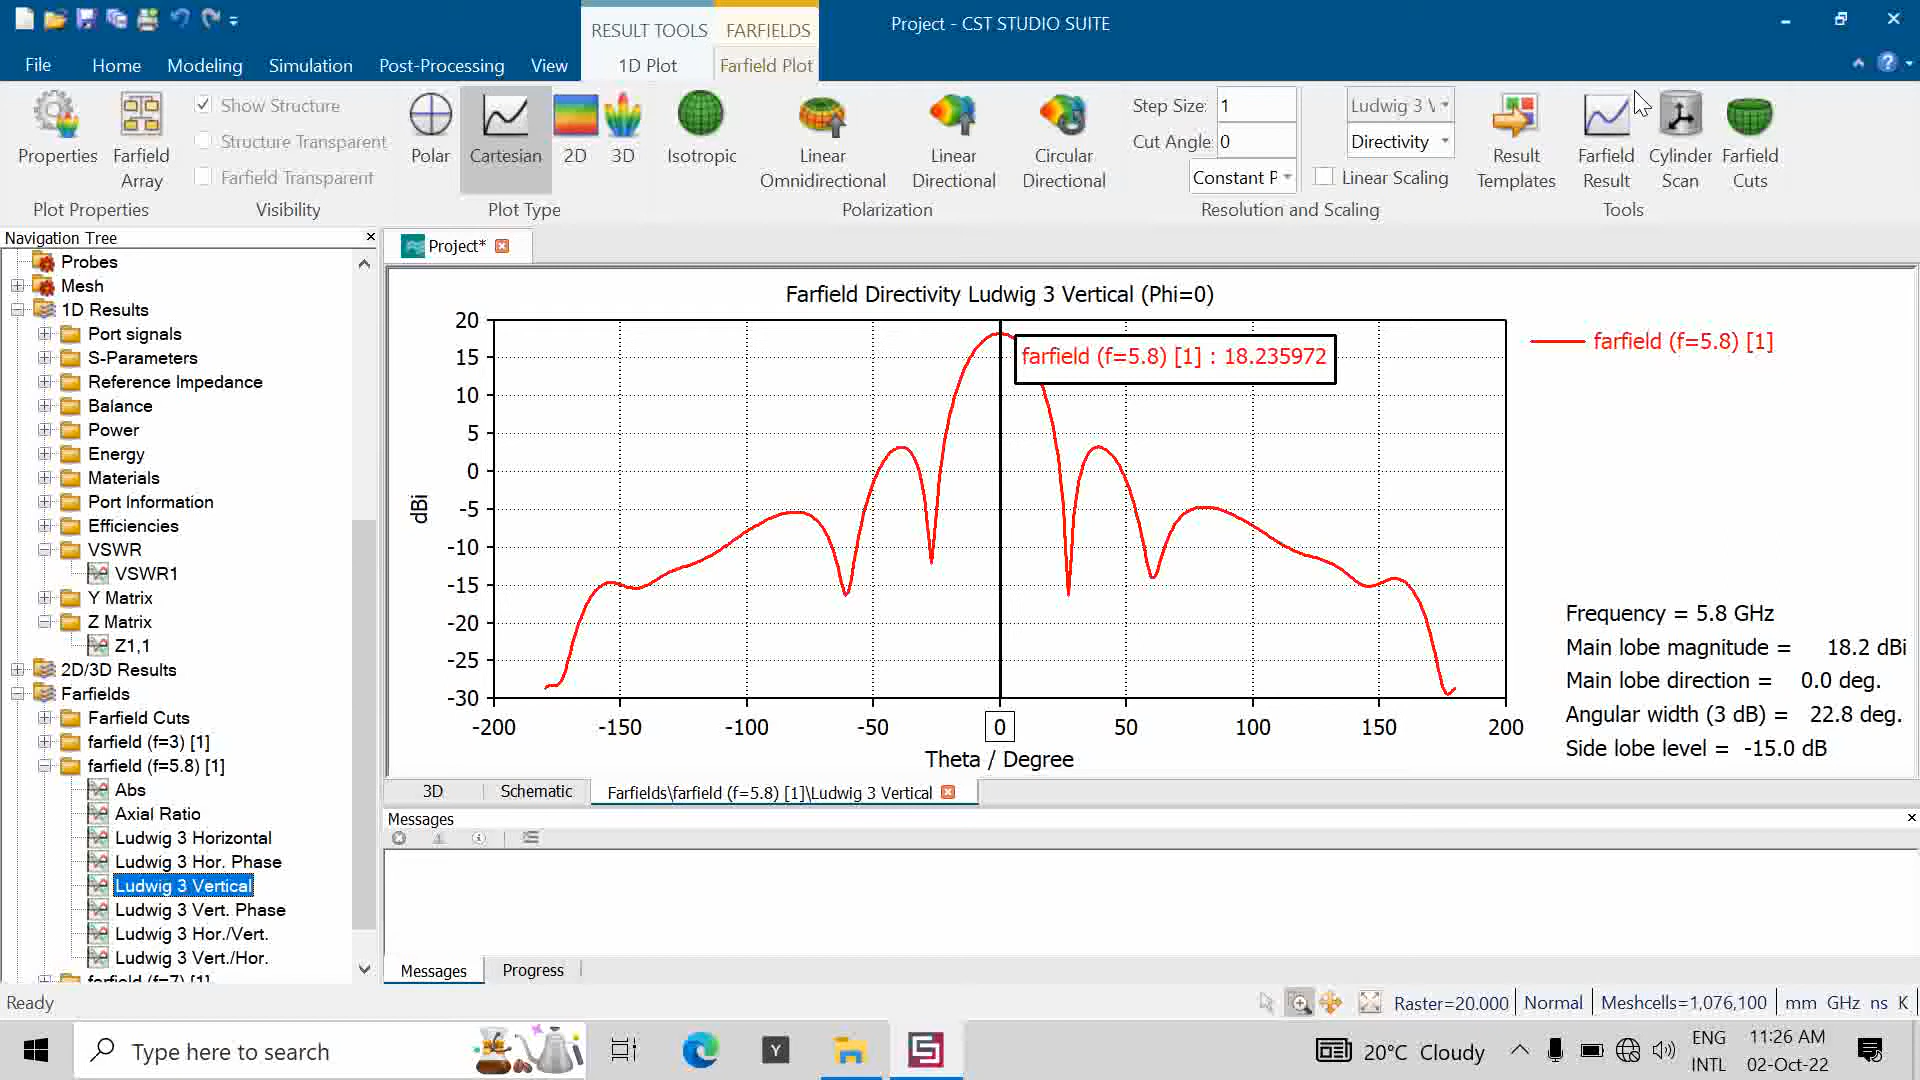 RESULT TOOLS FARFIELDS Project - CST STUDIO SUITE
File Home Modeling Simulation Post-Processing View 1D Plot Farfield Plot
Properties
Farfield
Array
Plot Properties
Show Structure
Structure Transparent
Farfield Transparent
Visibility
Polar Cartesian 2D 3D
Plot Type
Isotropic
Linear
Omnidirectional
Linear
Directional
Circular
Directional
Polarization
Step Size: 1
Cut Angle 0
Constant P
Ludwig 3 V
Directivity
Linear Scaling
Resolution and Scaling
Result
Templates
Farfield
Result
Cylinder
Scan
Farfield
Cuts
Tools
Navigation Tree
Probes
Mesh
1D Results
Port signals
S-Parameters
Reference Impedance
Balance
Power
Energy
Materials
Port Information
Efficiencies
VSWR
VSWR1
Y Matrix
Z Matrix
Z1,1
2D/3D Results
Farfields
Farfield Cuts
farfield (f=3) [1]
farfield (f=5.8) [1]
Abs
Axial Ratio
Ludwig 3 Horizontal
Ludwig 3 Hor. Phase
Ludwig 3 Vertical
Ludwig 3 Vert. Phase
Ludwig 3 Hor./Vert.
Ludwig 3 Vert./Hor.
farfield (f=7) [1]
Project*
Farfield Directivity Ludwig 3 Vertical (Phi=0)
20
15
10
5
0
-5
-10
-15
-20
-25
-30
dBi
farfield (f=5.8) [1] : 18.235972
-200 -150 -100 -50 0 50 100 150 200
Theta / Degree
farfield (f=5.8) [1]
Frequency = 5.8 GHz
Main lobe magnitude = 18.2 dBi
Main lobe direction = 0.0 deg.
Angular width (3 dB) = 22.8 deg.
Side lobe level = -15.0 dB
3D Schematic Farfields\farfield (f=5.8) [1]\Ludwig 3 Vertical
Messages
Messages Progress
Ready
Raster=20.000 Normal Meshcells=1,076,100 mm GHz ns K
Type here to search
Y
20°C Cloudy
ENG
INTL
11:26 AM
02-Oct-22